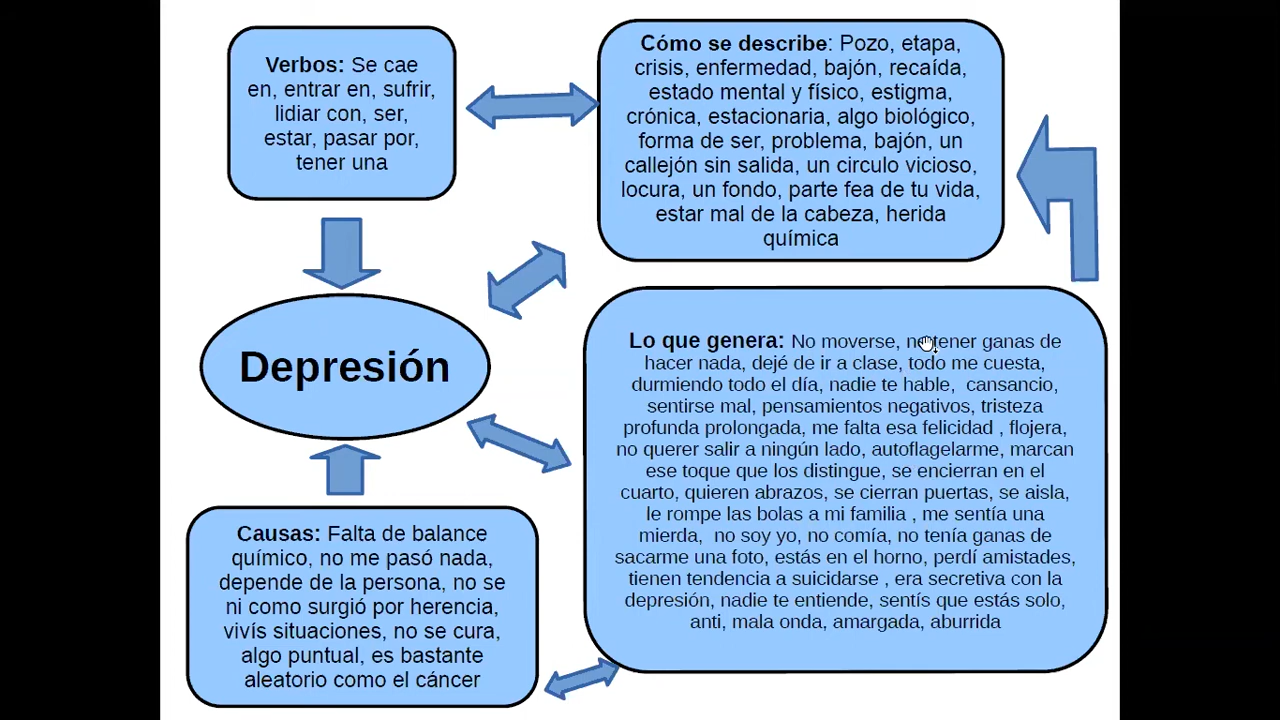 Verbos: Se cae
en, entrar en, sufrir,
lidiar con, ser,
estar, pasar por,
tener una
Cómo se describe: Pozo, etapa,
crisis, enfermedad, bajón, recaída,
estado mental y físico, estigma,
crónica, estacionaria, algo biológico,
forma de ser, problema, bajón, un
callejón sin salida, un circulo vicioso,
locura, un fondo, parte fea de tu vida,
estar mal de la cabeza, herida
química
Depresión
Lo que genera: No moverse, no tener ganas de
hacer nada, dejé de ir a clase, todo me cuesta,
durmiendo todo el día, nadie te hable, cansancio,
sentirse mal, pensamientos negativos, tristeza
profunda prolongada, me falta esa felicidad , flojera,
no querer salir a ningún lado, autoflagelarme, marcan
ese toque que los distingue, se encierran en el
cuarto, quieren abrazos, se cierran puertas, se aisla,
le rompe las bolas a mi familia , me sentía una
mierda, no soy yo, no comía, no tenía ganas de
sacarme una foto, estás en el horno, perdí amistades,
tienen tendencia a suicidarse , era secretiva con la
depresión, nadie te entiende, sentís que estás solo,
anti, mala onda, amargada, aburrida
Causas: Falta de balance
químico, no me pasó nada,
depende de la persona, no se
ni como surgió por herencia,
vivís situaciones, no se cura,
algo puntual, es bastante
aleatorio como el cáncer